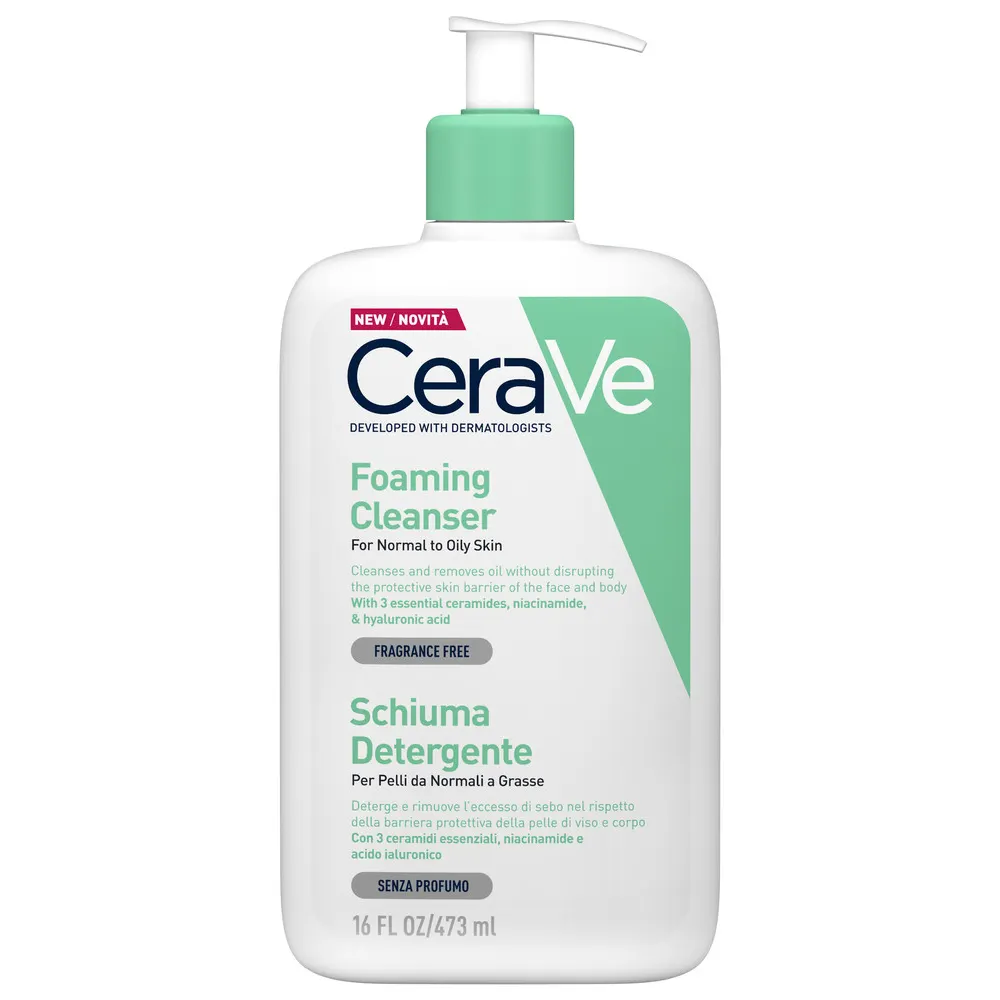 NEW / NOVITÀ
CeraVe
DEVELOPED WITH DERMATOLOGISTS
Foaming
Cleanser
For Normal to Oily Skin
Cleanses and removes oil without disrupting
the protective skin barrier of the face and body
With 3 essential ceramides, niacinamide,
& hyaluronic acid
FRAGRANCE FREE
Schiuma
Detergente
Per Pelli da Normali a Grasse
Deterge e rimuove l'eccesso di sebo nel rispetto
della barriera protettiva della pelle di viso e corpo
Con 3 ceramidi essenziali, niacinamide e
acido ialuronico
SENZA PROFUMO
16 FL OZ/473 ml